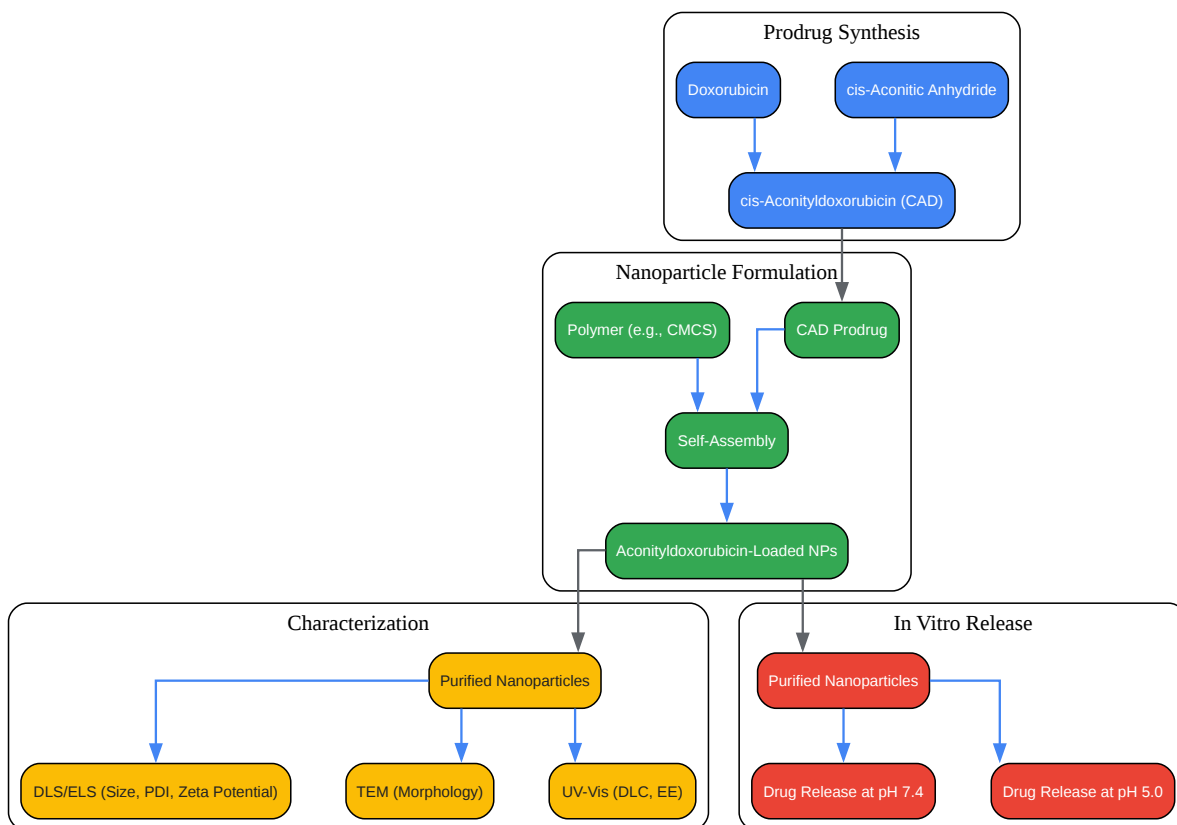 Prodrug Synthesis
Doxorubicin
cis-Aconitic Anhydride
cis-Aconityldoxorubicin (CAD)
Nanoparticle Formulation
Polymer (e.g., CMCS)
CAD Prodrug
Self-Assembly
Aconityldoxorubicin-Loaded NPs
Characterization
Purified Nanoparticles
DLS/ELS (Size, PDI, Zeta Potential)
TEM (Morphology)
UV-Vis (DLC, EE)
In Vitro Release
Purified Nanoparticles
Drug Release at pH 7.4
Drug Release at pH 5.0